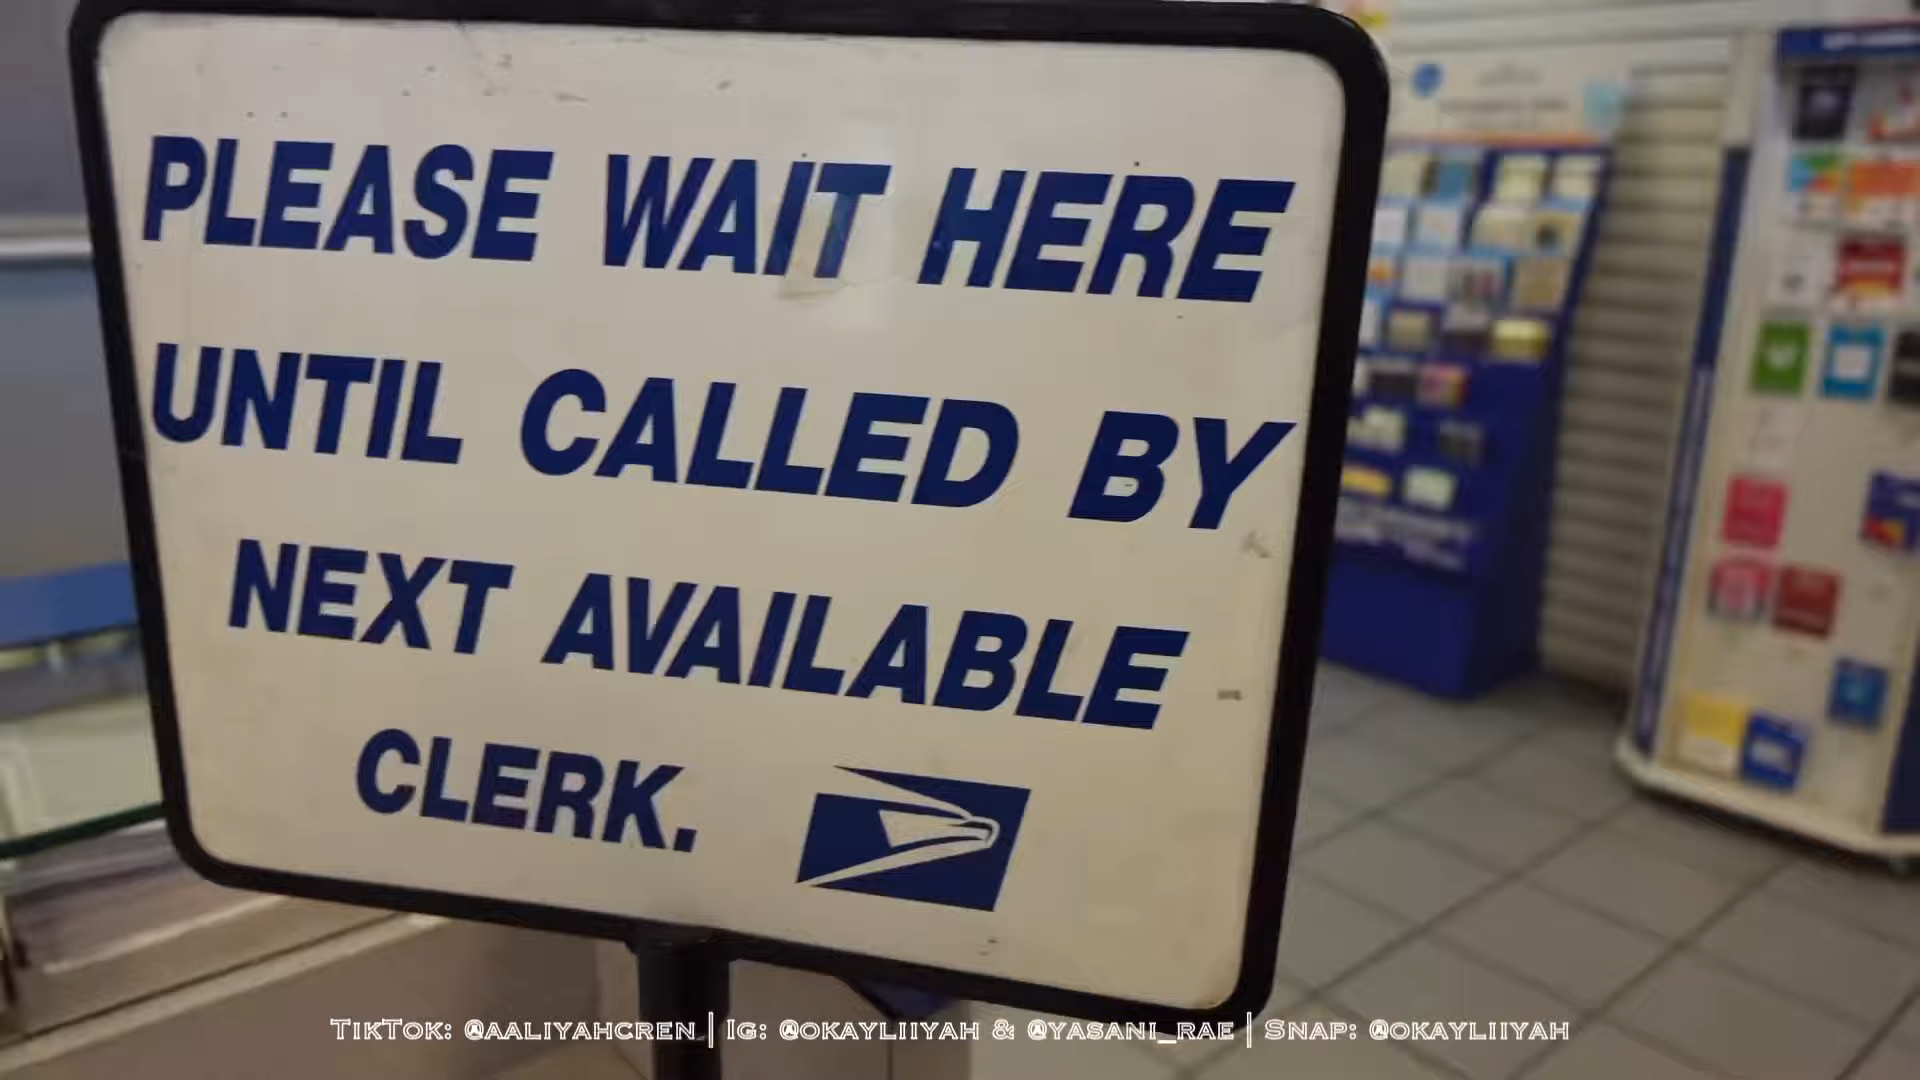 PLEASE WAIT HERE
UNTIL CALLED BY
NEXT AVAILABLE
CLERK.
TikTok: @aaliyahcren | Ig: @okayliiyah & @yasani_rae | Snap: @okayliiyah